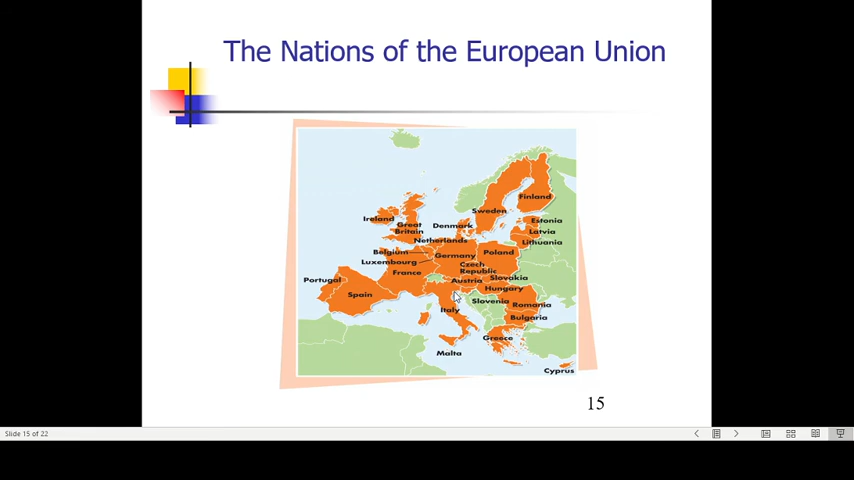 The Nations of the European Union
Finland
Sweden
Ireland
Great
Britain
Denmark
Estonia
Latvia
Netherlands
Lithuania
Belgium
Germany
Poland
Luxembourg
Czech
Republic
France
Slovakia
Portugal
Austria
Hungary
Spain
Slovenia
Romania
Italy
Bulgaria
Greece
Malta
Cyprus
15
Slide 15 of 22